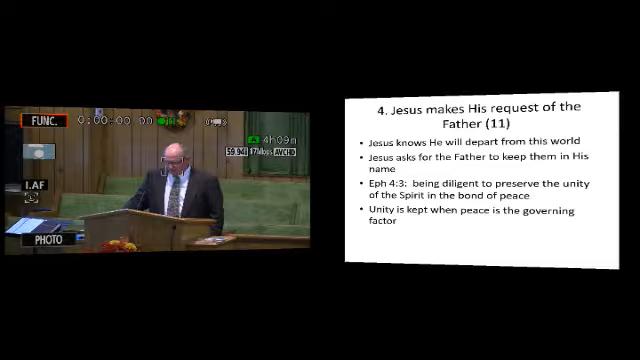 FUNC.
0:00:00 00
4h09m
59.94i 17Mbps AVCHD
I.AF
PHOTO
4. Jesus makes His request of the
Father (11)
• Jesus knows He will depart from this world
• Jesus asks for the Father to keep them in His
name
• Eph 4:3: being diligent to preserve the unity
of the Spirit in the bond of peace
• Unity is kept when peace is the governing
factor